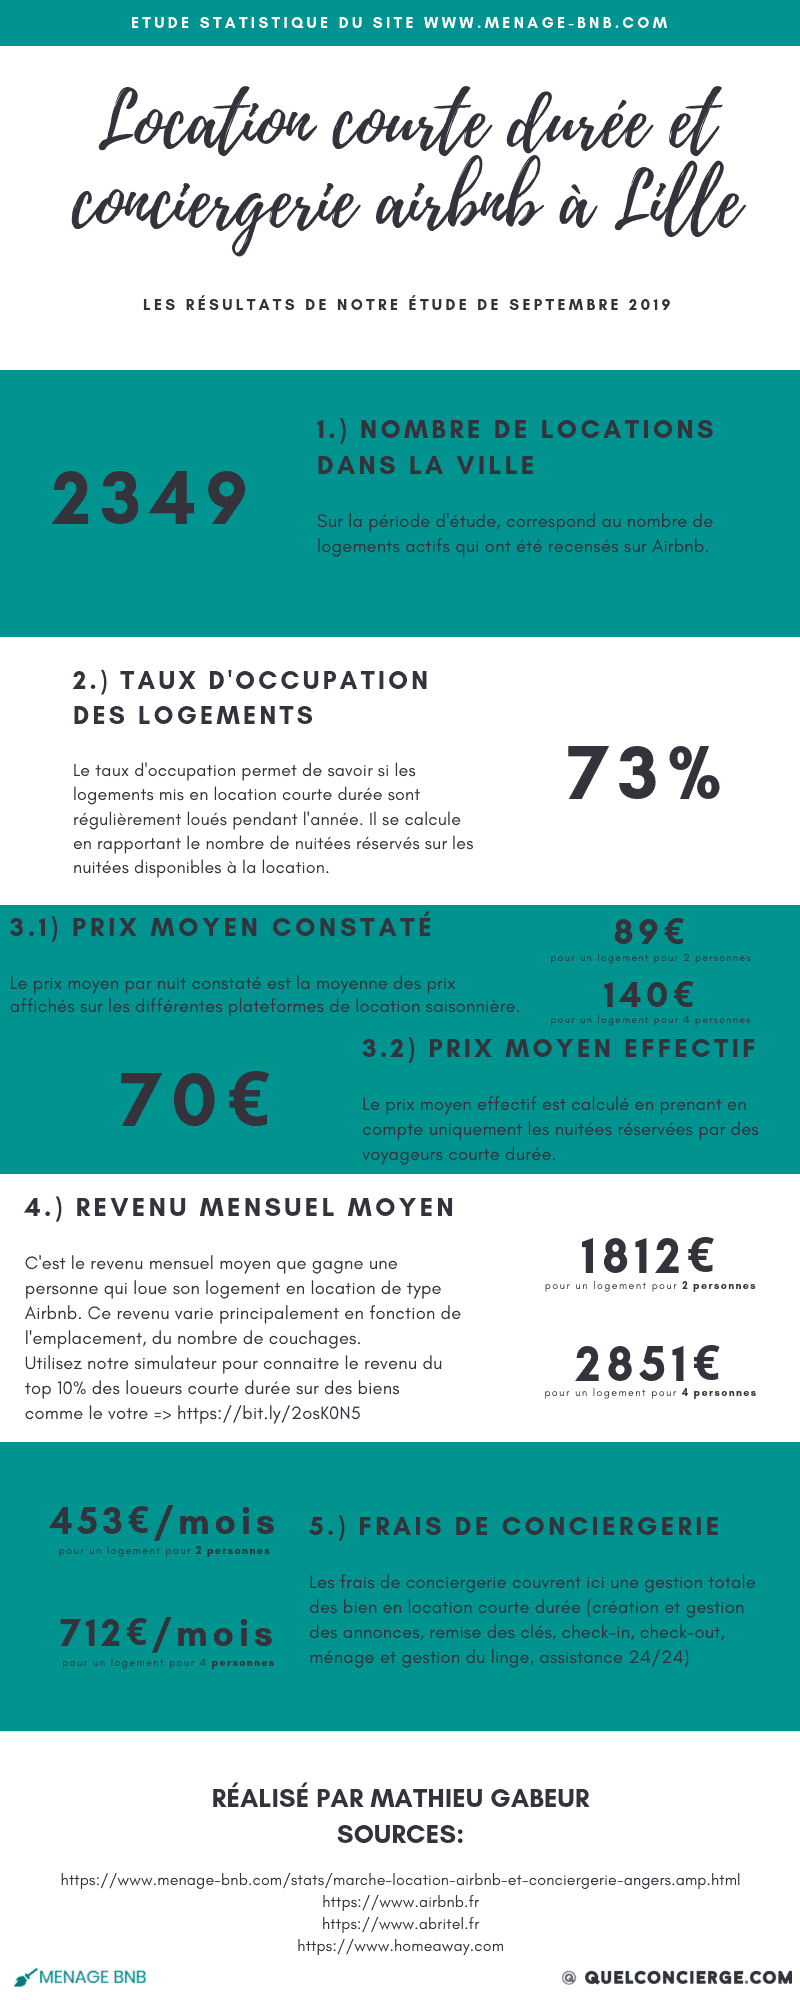 ETUDE STATISTIQUE DU SITE WWW.MENAGE-BNB.COM
Location courte durée et
conciergerie airbnb à Lille
LES RÉSULTATS DE NOTRE ÉTUDE DE SEPTEMBRE 2019
2349
1.) NOMBRE DE LOCATIONS
DANS LA VILLE
Sur la période d'étude, correspond au nombre de
logements actifs qui ont été recensés sur Airbnb.
2.) TAUX D'OCCUPATION
DES LOGEMENTS
Le taux d'occupation permet de savoir si les
logements mis en location courte durée sont
régulièrement loués pendant l'année. Il se calcule
en rapportant le nombre de nuitées réservés sur les
nuitées disponibles à la location.
73%
3.1) PRIX MOYEN CONSTATÉ
Le prix moyen par nuit constaté est la moyenne des prix
affichés sur les différentes plateformes de location saisonnière.
89€
pour un logement pour 2 personnes
140€
pour un logement pour 4 personnes
70€
3.2) PRIX MOYEN EFFECTIF
Le prix moyen effectif est calculé en prenant en
compte uniquement les nuitées réservées par des
voyageurs courte durée.
4.) REVENU MENSUEL MOYEN
C'est le revenu mensuel moyen que gagne une
personne qui loue son logement en location de type
Airbnb. Ce revenu varie principalement en fonction de
l'emplacement, du nombre de couchages.
Utilisez notre simulateur pour connaitre le revenu du
top 10% des loueurs courte durée sur des biens
comme le votre => https://bit.ly/2osK0N5
1812€
pour un logement pour 2 personnes
2851€
pour un logement pour 4 personnes
453€/mois
pour un logement pour 2 personnes
712€/mois
pour un logement pour 4 personnes
5.) FRAIS DE CONCIERGERIE
Les frais de conciergerie couvrent ici une gestion totale
des bien en location courte durée (création et gestion
des annonces, remise des clés, check-in, check-out,
ménage et gestion du linge, assistance 24/24)
RÉALISÉ PAR MATHIEU GABEUR
SOURCES:
https://www.menage-bnb.com/stats/marche-location-airbnb-et-conciergerie-angers.amp.html
https://www.airbnb.fr
https://www.abritel.fr
https://www.homeaway.com
MENAGE BNB
@ QUELCONCIERGE.COM